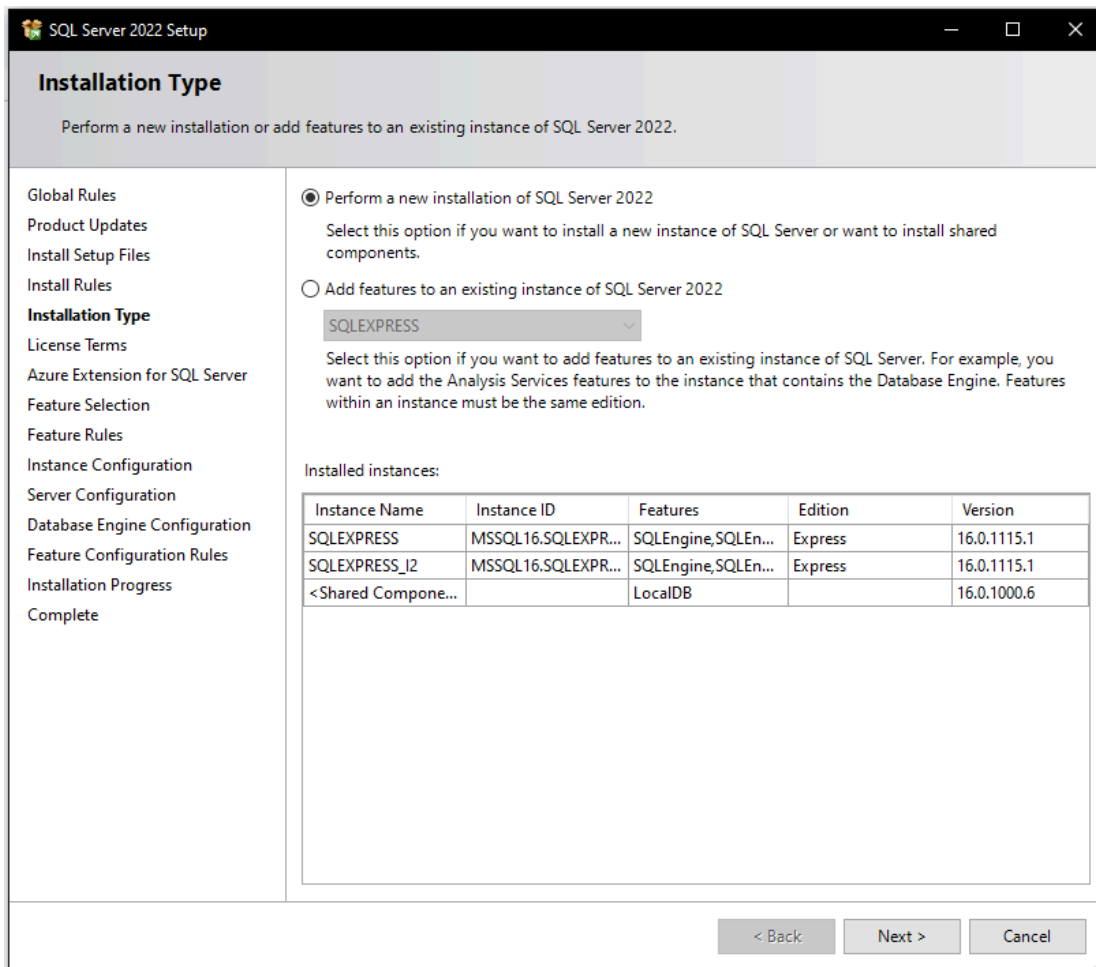 SQL Server 2022 Setup
Installation Type
Perform a new installation or add features to an existing instance of SQL Server 2022.
Global Rules
Product Updates
Install Setup Files
Install Rules
Installation Type
License Terms
Azure Extension for SQL Server
Feature Selection
Feature Rules
Instance Configuration
Server Configuration
Database Engine Configuration
Feature Configuration Rules
Installation Progress
Complete
Perform a new installation of SQL Server 2022
Select this option if you want to install a new instance of SQL Server or want to install shared
components.
Add features to an existing instance of SQL Server 2022
SQLEXPRESS
Select this option if you want to add features to an existing instance of SQL Server. For example, you
want to add the Analysis Services features to the instance that contains the Database Engine. Features
within an instance must be the same edition.
Installed instances:
Instance Name Instance ID Features Edition Version
SQLEXPRESS MSSQL16.SQLEXPR... SQLEngine,SQLEn... Express 16.0.1115.1
SQLEXPRESS_I2 MSSQL16.SQLEXPR... SQLEngine,SQLEn... Express 16.0.1115.1
<Shared Compone... LocalDB 16.0.1000.6
< Back Next > Cancel